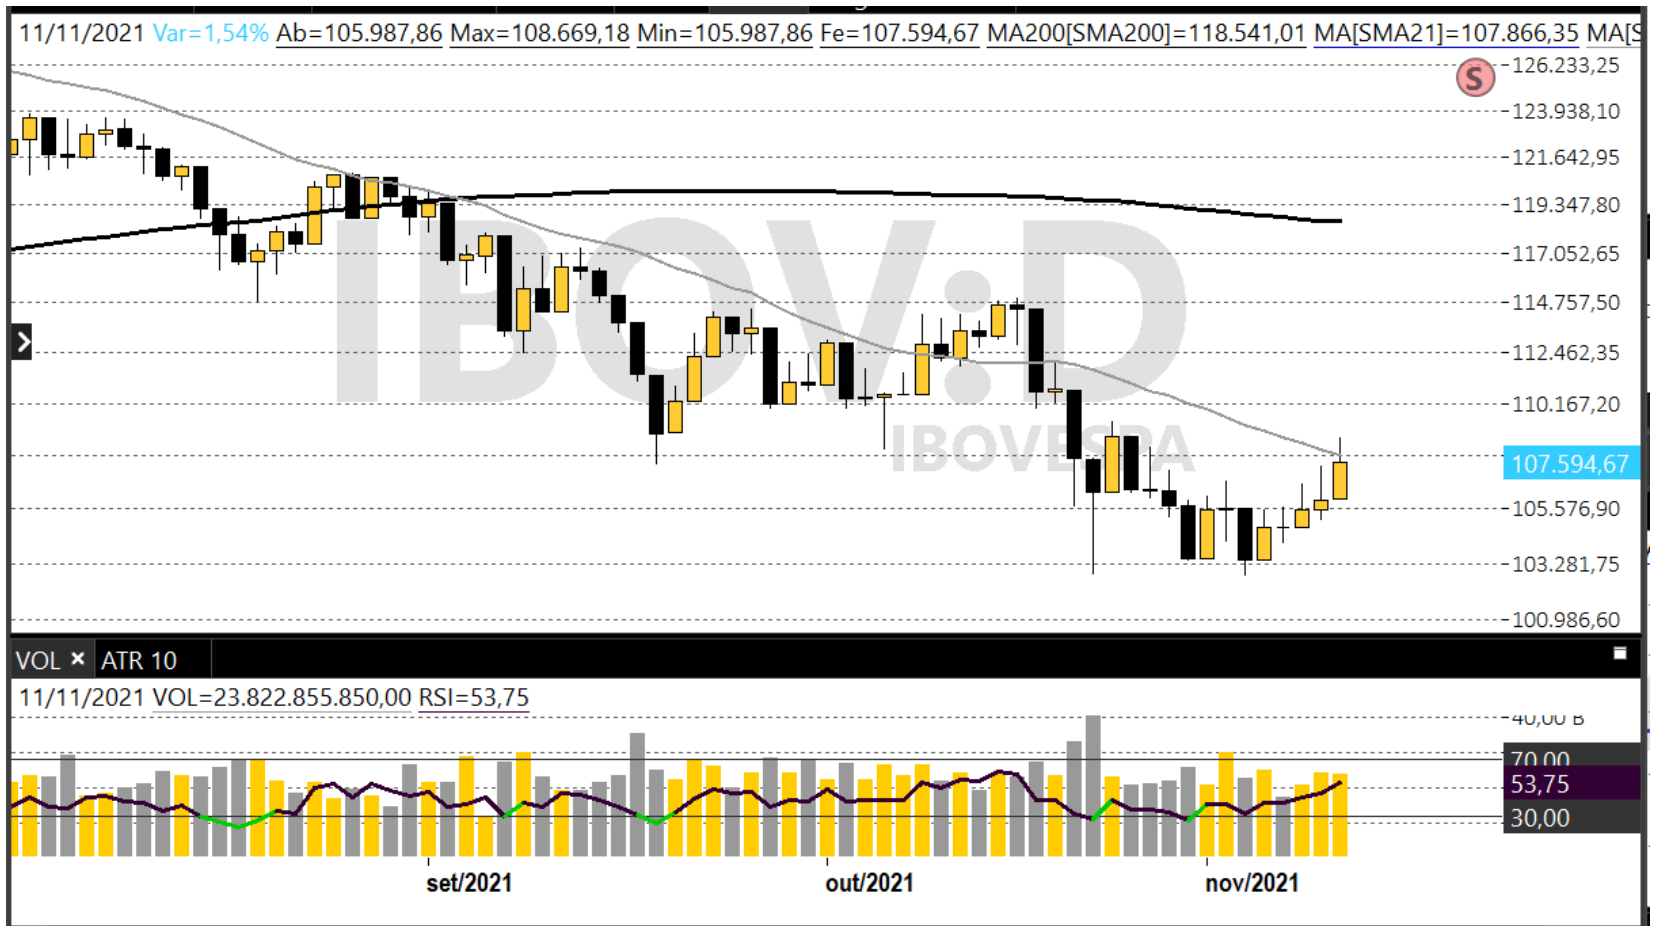 11/11/2021 Var=1,54% Ab=105.987,86 Max=108.669,18 Min=105.987,86 Fe=107.594,67 MA200[SMA200]=118.541,01 MA[SMA21]=107.866,35 MA[S
S
126.233,25
123.938,10
121.642,95
119.347,80
117.052,65
114.757,50
112.462,35
110.167,20
107.594,67
105.576,90
103.281,75
100.986,60
IBOV:D
IBOVESPA
VOL × ATR 10
11/11/2021 VOL=23.822.855.850,00 RSI=53,75
40,00 B
70,00
53,75
30,00
set/2021 out/2021 nov/2021